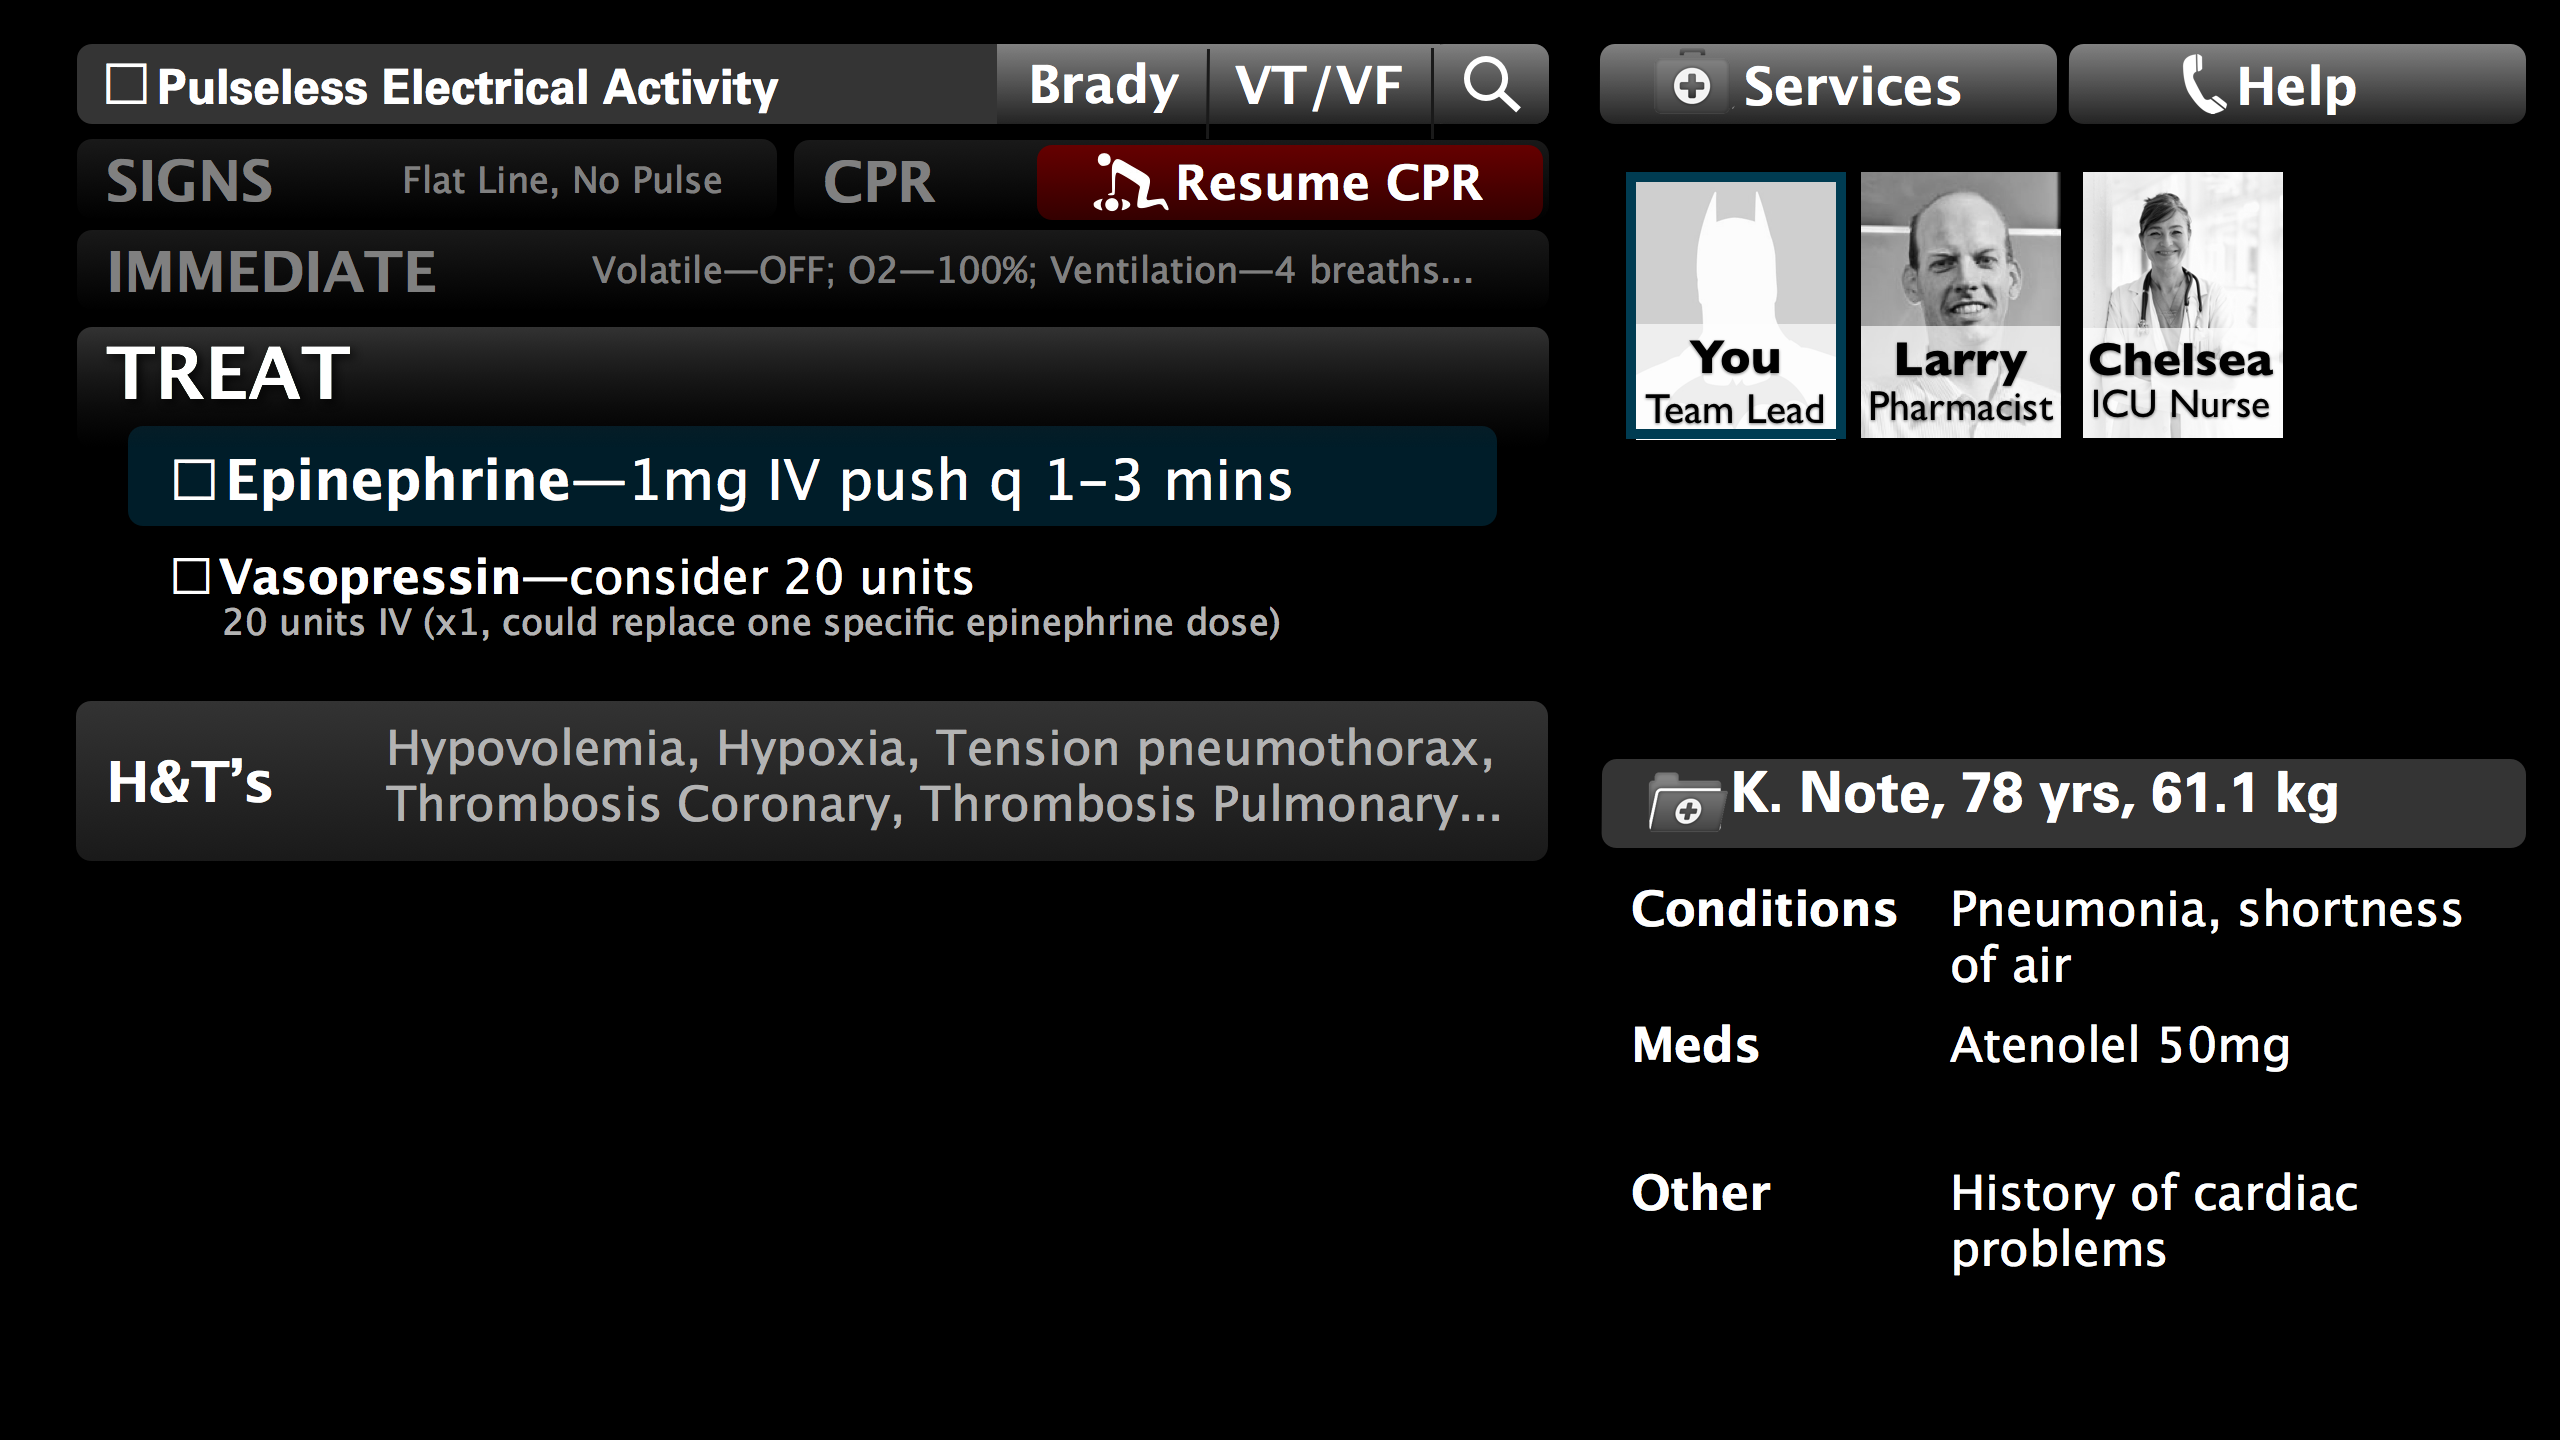 ☐ Pulseless Electrical Activity
Brady
VT/VF
Services
Help
SIGNS
Flat Line, No Pulse
CPR
Resume CPR
IMMEDIATE
Volatile—OFF; O2—100%; Ventilation—4 breaths...
You
Team Lead
Larry
Pharmacist
Chelsea
ICU Nurse
TREAT
☐ Epinephrine—1mg IV push q 1–3 mins
☐ Vasopressin—consider 20 units
20 units IV (x1, could replace one specific epinephrine dose)
H&T’s
Hypovolemia, Hypoxia, Tension pneumothorax,
Thrombosis Coronary, Thrombosis Pulmonary...
K. Note, 78 yrs, 61.1 kg
Conditions
Pneumonia, shortness
of air
Meds
Atenolel 50mg
Other
History of cardiac
problems